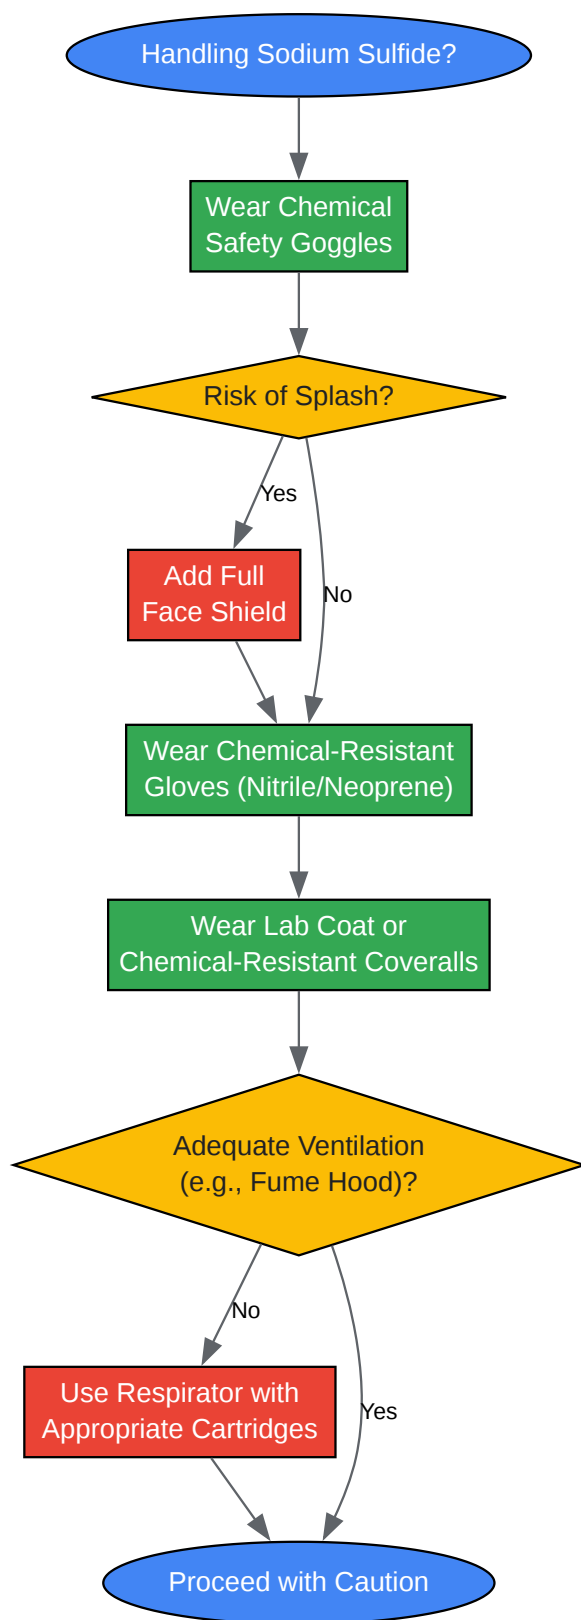 Handling Sodium Sulfide?
Wear Chemical
Safety Goggles
Risk of Splash?
Yes
Add Full
Face Shield
No
Wear Chemical-Resistant
Gloves (Nitrile/Neoprene)
Wear Lab Coat or
Chemical-Resistant Coveralls
Adequate Ventilation
(e.g., Fume Hood)?
No
Use Respirator with
Appropriate Cartridges
Yes
Proceed with Caution